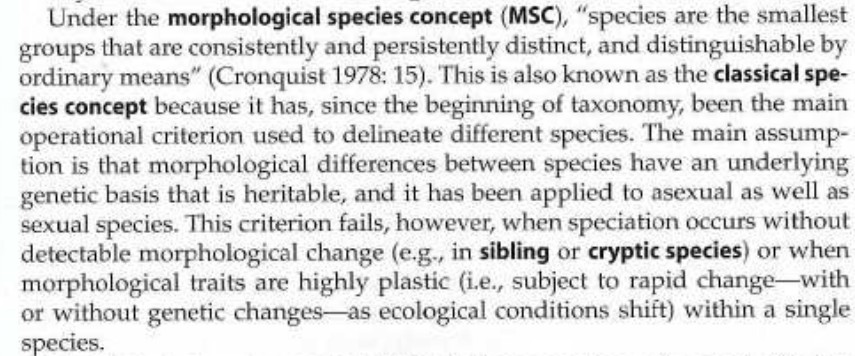 Under the morphological species concept (MSC), "species are the smallest
groups that are consistently and persistently distinct, and distinguishable by
ordinary means" (Cronquist 1978: 15). This is also known as the classical spe-
cies concept because it has, since the beginning of taxonomy, been the main
operational criterion used to delineate different species. The main assump-
tion is that morphological differences between species have an underlying
genetic basis that is heritable, and it has been applied to asexual as well as
sexual species. This criterion fails, however, when speciation occurs without
detectable morphological change (e.g., in sibling or cryptic species) or when
morphological traits are highly plastic (i.e., subject to rapid change—with
or without genetic changes—as ecological conditions shift) within a single
species.